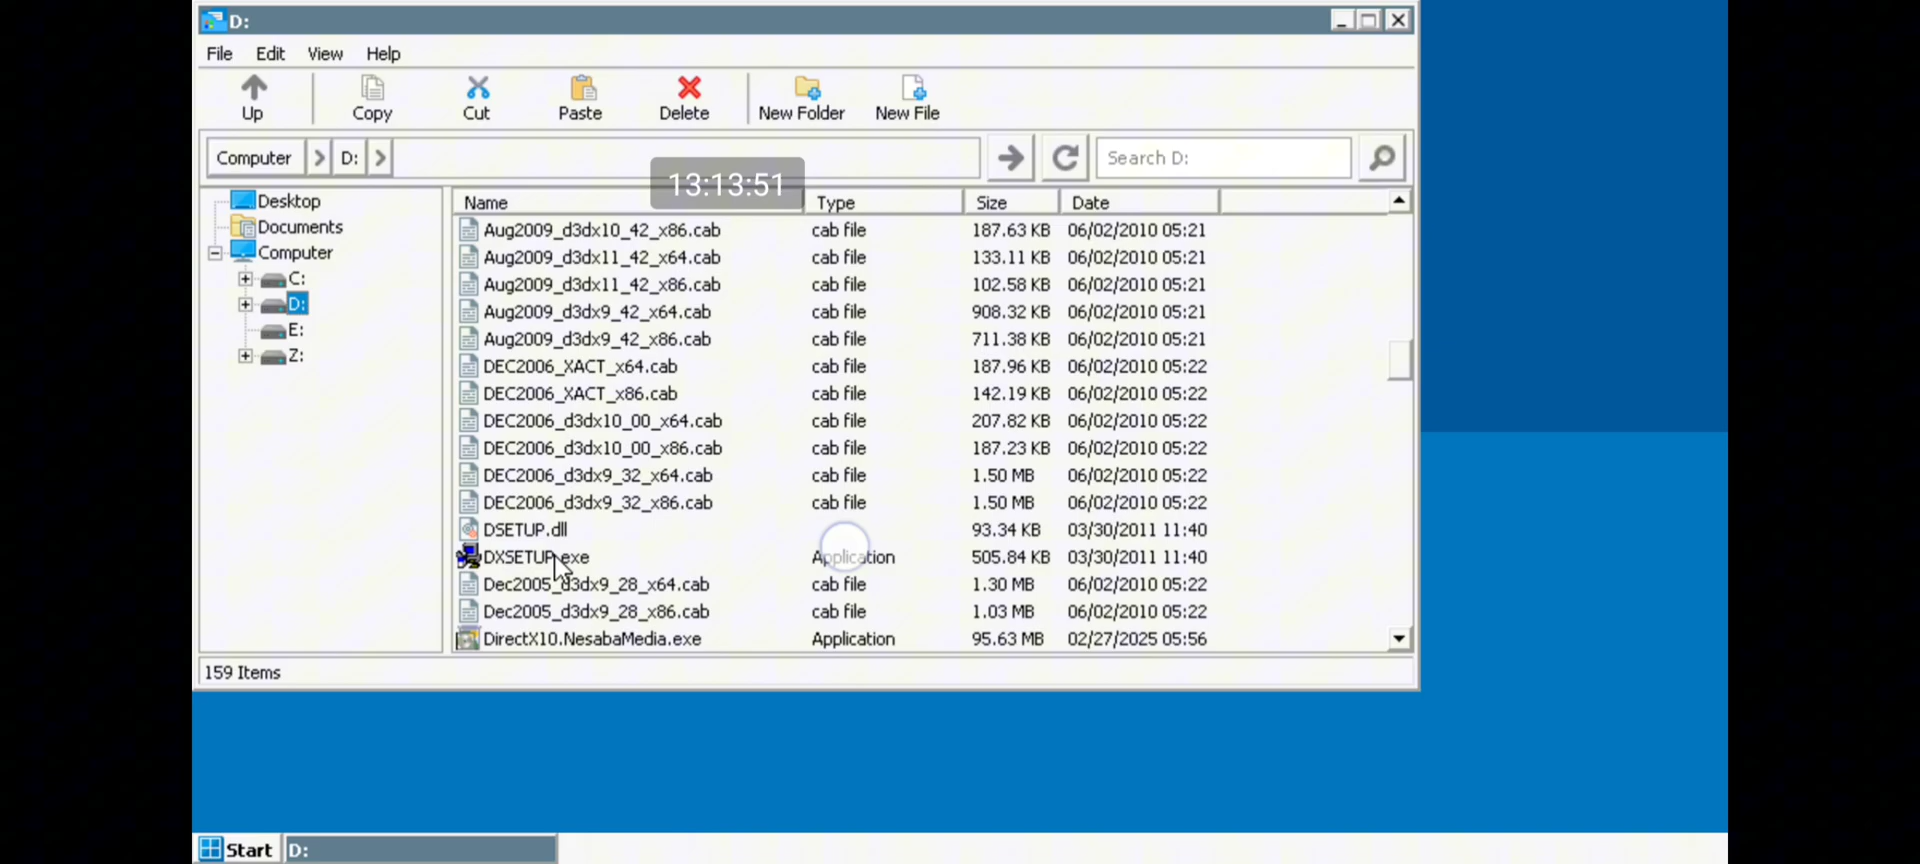 D:
File Edit View Help
Up Copy Cut Paste Delete New Folder New File
Computer D: Search D:
13:13:51
Desktop
Documents
Computer
C:
D:
E:
Z:
Name Type Size Date
Aug2009_d3dx10_42_x86.cab cab file 187.63 KB 06/02/2010 05:21
Aug2009_d3dx11_42_x64.cab cab file 133.11 KB 06/02/2010 05:21
Aug2009_d3dx11_42_x86.cab cab file 102.58 KB 06/02/2010 05:21
Aug2009_d3dx9_42_x64.cab cab file 908.32 KB 06/02/2010 05:21
Aug2009_d3dx9_42_x86.cab cab file 711.38 KB 06/02/2010 05:21
DEC2006_XACT_x64.cab cab file 187.96 KB 06/02/2010 05:22
DEC2006_XACT_x86.cab cab file 142.19 KB 06/02/2010 05:22
DEC2006_d3dx10_00_x64.cab cab file 207.82 KB 06/02/2010 05:22
DEC2006_d3dx10_00_x86.cab cab file 187.23 KB 06/02/2010 05:22
DEC2006_d3dx9_32_x64.cab cab file 1.50 MB 06/02/2010 05:22
DEC2006_d3dx9_32_x86.cab cab file 1.50 MB 06/02/2010 05:22
DSETUP.dll 93.34 KB 03/30/2011 11:40
DXSETUP.exe Application 505.84 KB 03/30/2011 11:40
Dec2005_d3dx9_28_x64.cab cab file 1.30 MB 06/02/2010 05:22
Dec2005_d3dx9_28_x86.cab cab file 1.03 MB 06/02/2010 05:22
DirectX10.NesabaMedia.exe Application 95.63 MB 02/27/2025 05:56
159 Items
Start D: